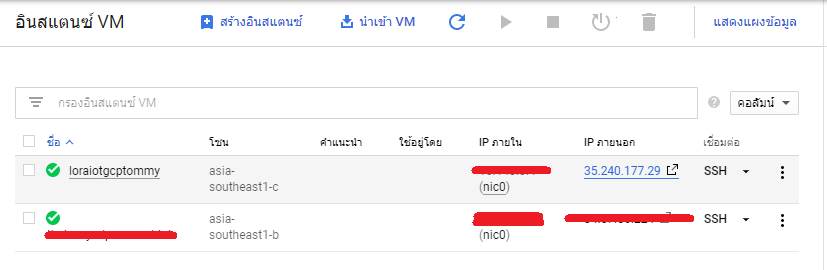 อินสแตนซ์ VM สร้างอินสแตนซ์ นำเข้า VM แสดงแผงข้อมูล
กรองอินสแตนซ์ VM คอลัมน์
ชื่อ โซน คำแนะนำ ใช้อยู่โดย IP ภายใน IP ภายนอก เชื่อมต่อ
loraiotgcptommy asia- 35.240.177.29 SSH
southeast1-c (nic0)
asia- SSH
southeast1-b (nic0)